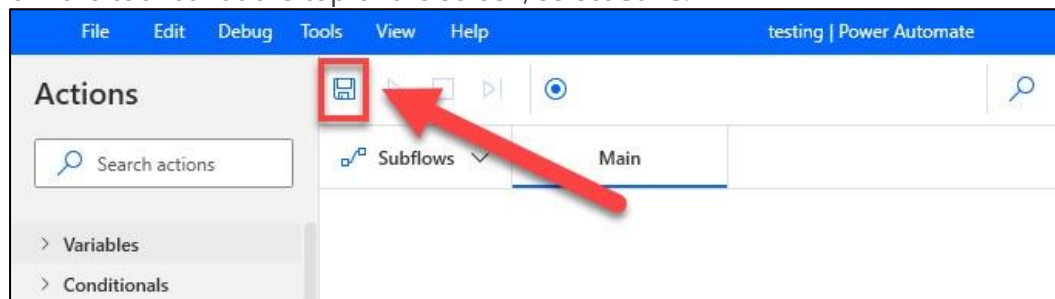 File Edit Debug Tools View Help testing | Power Automate
Actions
Search actions
Subflows Main
Variables
Conditionals